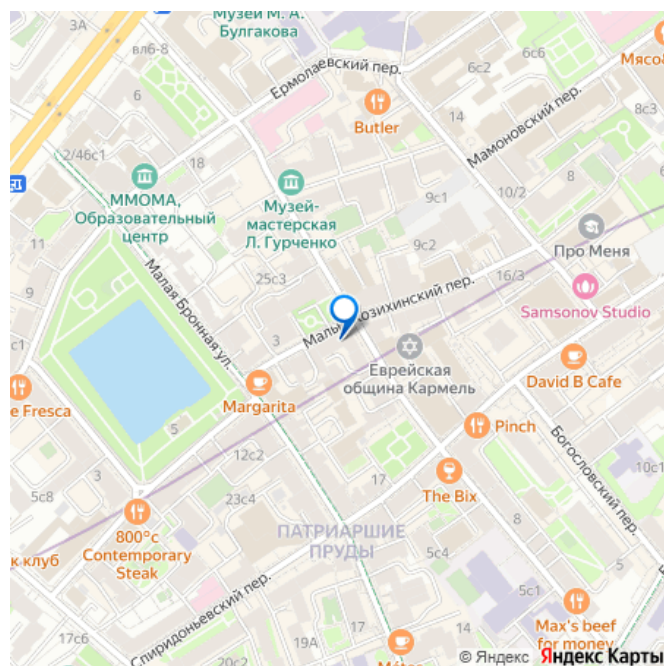 Музей М. А.
Булгакова
3А
вл6-8
Ермолаевский пер.
6с6
6с2
Мясо&
8с3
6
Butler
14
Мамоновский пер.
2/46с1
18
ММОМА,
Образовательный
центр
Музей-
мастерская
Л. Гурченко
9с1
10/2
11
9с2
Про Меня
Малая Бронная ул.
25с3
16/3
9
Samsonov Studio
с1
3
Козихинский пер.
Еврейская
община Кармель
David B Cafe
e Fresca
Margarita
5
Pinch
3
12с2
Богословский пер.
10с1
5с8
17
23с4
The Bix
800°с
Contemporary
Steak
к клуб
ПАТРИАРШИЕ
ПРУДЫ
8
5с4
Спиридоньевский пер.
5с1
Max's beef
for money
17с6
19А
14
© Яндекс Яндекс Карты